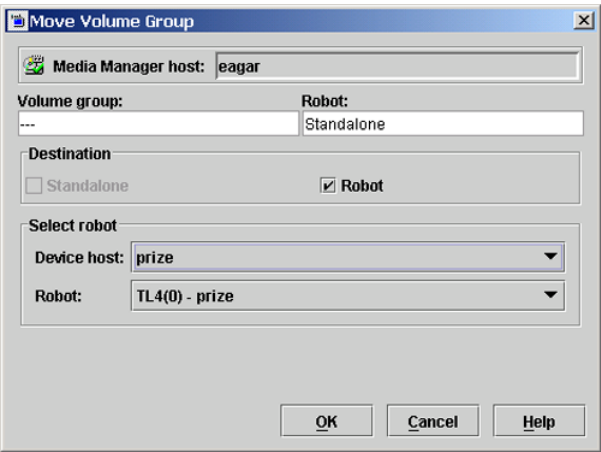 Move Volume Group
Media Manager host: eagar
Volume group: Robot:
--- Standalone
Destination
Standalone Robot
Select robot
Device host: prize
Robot: TL4(0) - prize
OK Cancel Help